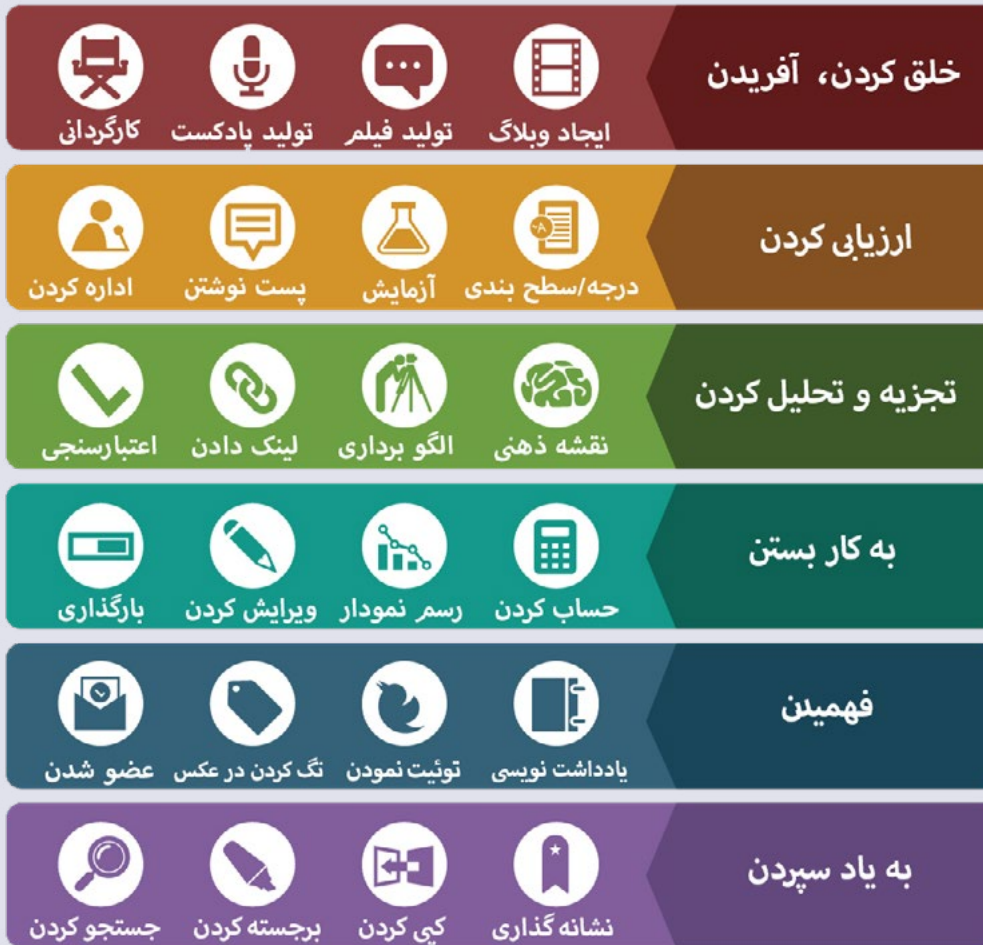 خلق کردن، آفریدن
ایجاد وبلاگ تولید فیلم تولید پادکست کارگردانی
ارزیابی کردن
درجه/سطح بندی آزمایش پست نوشتن اداره کردن
تجزیه و تحلیل کردن
نقشه ذهنی الگو برداری لینک دادن اعتبارسنجی
به کار بستن
حساب کردن رسم نمودار ویرایش کردن بارگذاری
فهمیدن
یادداشت نویسی توئیت نمودن تگ کردن در عکس عضو شدن
به یاد سپردن
نشانه گذاری کپی کردن برجسته کردن جستجو کردن